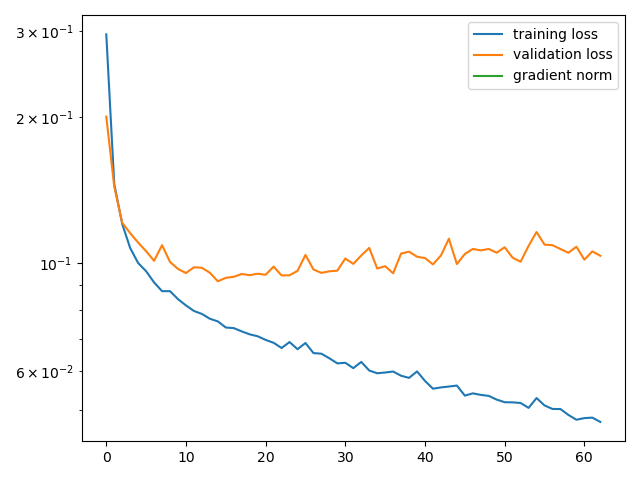 3 × 10⁻¹
2 × 10⁻¹
10⁻¹
6 × 10⁻²
0 10 20 30 40 50 60
training loss
validation loss
gradient norm